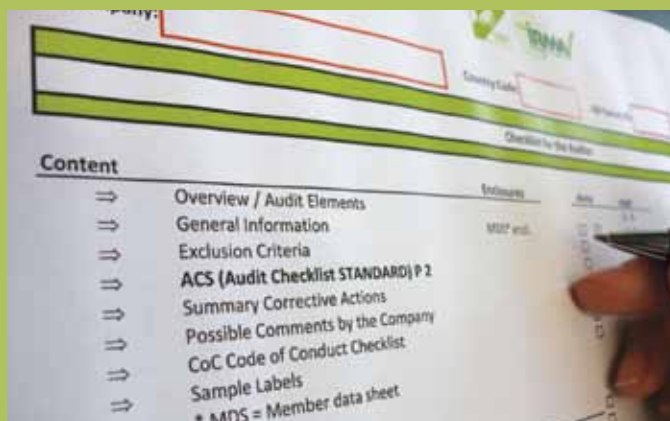 Country Code:
Checklist for the Auditor
Content
Enclosures
⇒ Overview / Audit Elements
⇒ General Information
⇒ Exclusion Criteria
⇒ ACS (Audit Checklist STANDARD) P 2
⇒ Summary Corrective Actions
⇒ Possible Comments by the Company
⇒ CoC Code of Conduct Checklist
⇒ Sample Labels
* MDS = Member data sheet